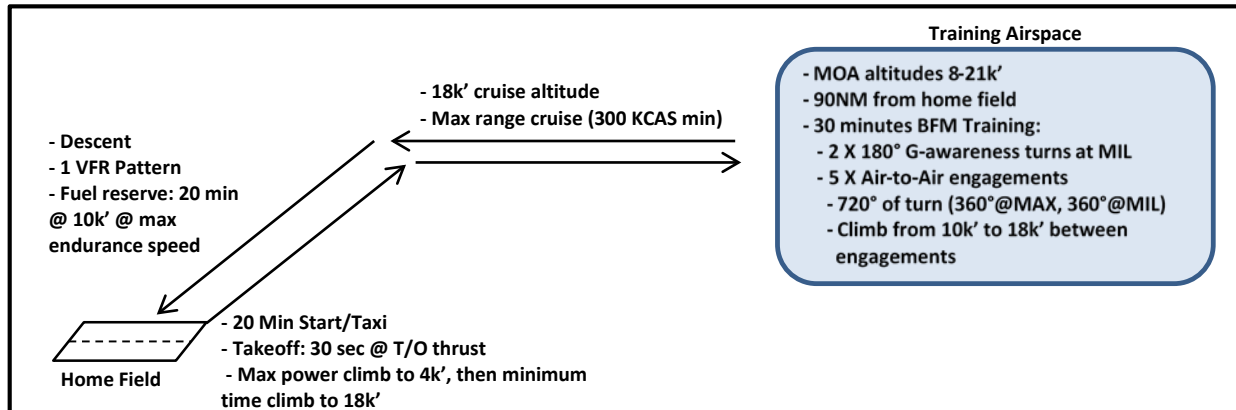 Training Airspace
- MOA altitudes 8-21k’
- 90NM from home field
- 30 minutes BFM Training:
- 2 X 180° G-awareness turns at MIL
- 5 X Air-to-Air engagements
- 720° of turn (360°@MAX, 360°@MIL)
- Climb from 10k’ to 18k’ between
engagements
- 18k’ cruise altitude
- Max range cruise (300 KCAS min)
- Descent
- 1 VFR Pattern
- Fuel reserve: 20 min
@ 10k’ @ max
endurance speed
- 20 Min Start/Taxi
- Takeoff: 30 sec @ T/O thrust
- Max power climb to 4k’, then minimum
time climb to 18k’
Home Field